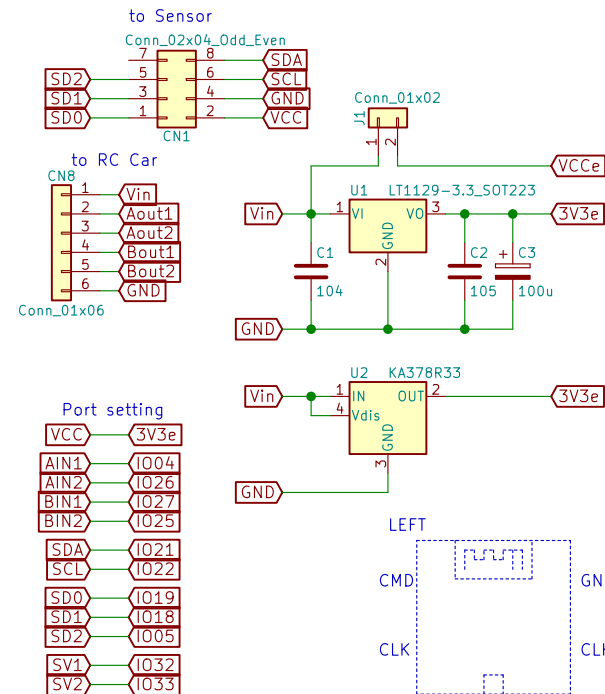 to Sensor
Conn_02x04_Odd_Even
7 8 SDA
SD2 5 6 SCL
SD1 3 4 GND
SD0 1 2 VCC
CN1
to RC Car
CN8
1 Vin
2 Aout1
3 Aout2
4 Bout1
5 Bout2
6 GND
Conn_01x06
Conn_01x02
J1
1 2
VCCe
U1 LT1129-3.3_SOT223
Vin 1 VI VO 3 3V3e
GND
2
C1
104
C2
105
+ C3
100u
GND
U2 KA378R33
Vin 1 IN OUT 2 3V3e
4 Vdis
GND
3
GND
Port setting
VCC 3V3e
AIN1 IO04
AIN2 IO26
BIN1 IO27
BIN2 IO25
SDA IO21
SCL IO22
SD0 IO19
SD1 IO18
SD2 IO05
SV1 IO32
SV2 IO33
LEFT
CMD GN
CLK CL